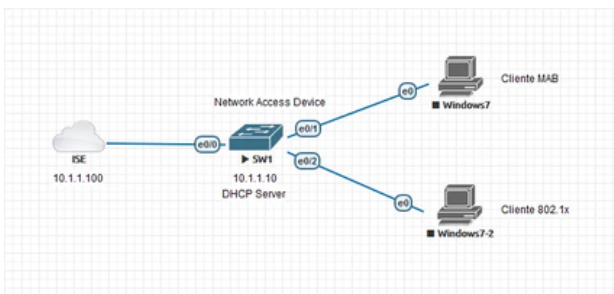 Cliente MAB
e0
Windows7
Network Access Device
e0/1
e0/0
ISE
SW1
e0/2
10.1.1.100
10.1.1.10
DHCP Server
e0
Cliente 802.1x
Windows7-2